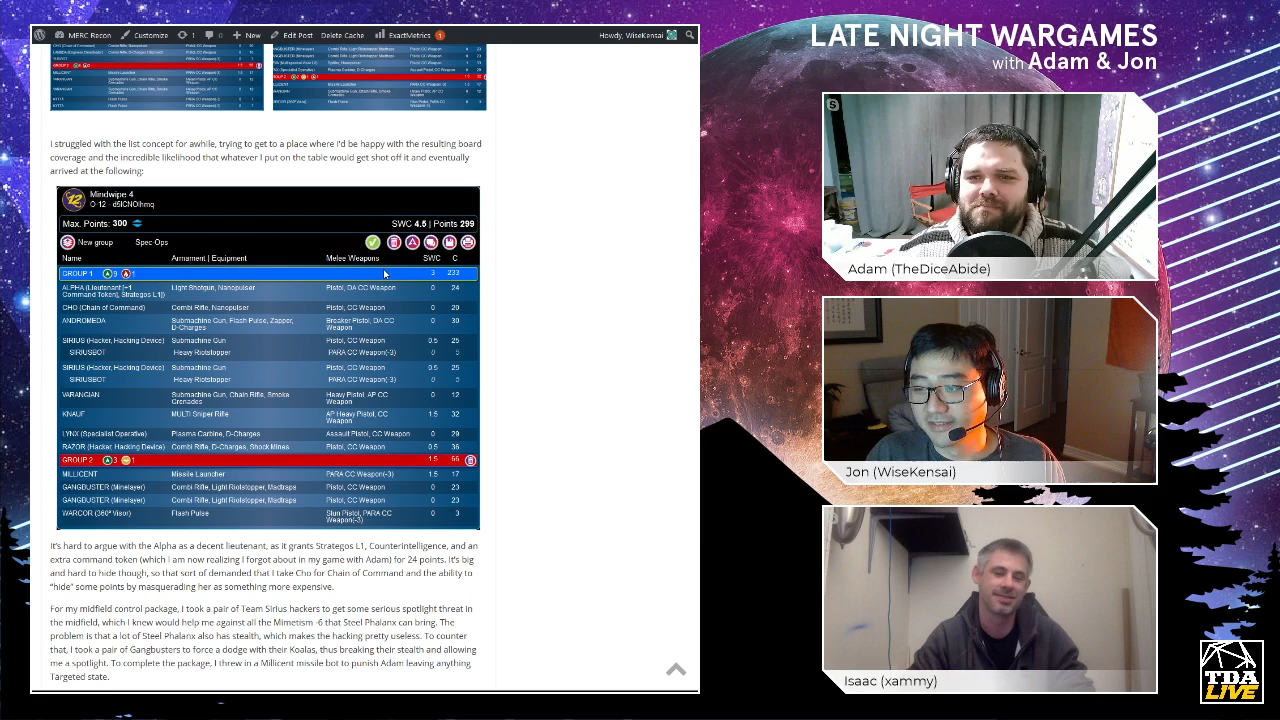 MERC Recon Customize 1 0 New Edit Post Delete Cache ExactMetrics 1 Howdy, WiseKensai
I struggled with the list concept for awhile, trying to get to a place where I'd be happy with the resulting board
coverage and the incredible likelihood that whatever I put on the table would get shot off it and eventually
arrived at the following:
12
Mindwipe 4
O-12 - d5ICNOlhmq
Max. Points: 300 SWC 4.5 | Points 299
New group Spec-Ops
Name Armament | Equipment Melee Weapons SWC C
GROUP 1 9 1 3 233
ALPHA (Lieutenant [+1 Light Shotgun, Nanopulser Pistol, DA CC Weapon 0 24
Command Token], Strategos L1])
CHO (Chain of Command) Combi Rifle, Nanopulser Pistol, CC Weapon 0 20
ANDROMEDA Submachine Gun, Flash Pulse, Zapper, Breaker Pistol, DA CC 0 30
D-Charges Weapon
SIRIUS (Hacker, Hacking Device) Submachine Gun Pistol, CC Weapon 0.5 25
SIRIUSBOT Heavy Riotstopper PARA CC Weapon(-3) 0 5
SIRIUS (Hacker, Hacking Device) Submachine Gun Pistol, CC Weapon 0.5 25
SIRIUSBOT Heavy Riotstopper PARA CC Weapon(-3) 0 5
VARANGIAN Submachine Gun, Chain Rifle, Smoke Heavy Pistol, AP CC 0 12
Grenades Weapon
KNAUF MULTI Sniper Rifle AP Heavy Pistol, CC 1.5 32
Weapon
LYNX (Specialist Operative) Plasma Carbine, D-Charges Assault Pistol, CC Weapon 0 29
RAZOR (Hacker, Hacking Device) Combi Rifle, D-Charges, Shock Mines Pistol, CC Weapon 0.5 36
GROUP 2 3 1 1.5 66
MILLICENT Missile Launcher PARA CC Weapon(-3) 1.5 17
GANGBUSTER (Minelayer) Combi Rifle, Light Riotstopper, Madtraps Pistol, CC Weapon 0 23
GANGBUSTER (Minelayer) Combi Rifle, Light Riotstopper, Madtraps Pistol, CC Weapon 0 23
WARCOR (360º Visor) Flash Pulse Stun Pistol, PARA CC 0 3
Weapon(-3)
It's hard to argue with the Alpha as a decent lieutenant, as it grants Strategos L1, Counterintelligence, and an
extra command token (which I am now realizing I forgot about in my game with Adam) for 24 points. It's big
and hard to hide though, so that sort of demanded that I take Cho for Chain of Command and the ability to
"hide" some points by masquerading her as something more expensive.
For my midfield control package, I took a pair of Team Sirius hackers to get some serious spotlight threat in
the midfield, which I knew would help me against all the Mimetism -6 that Steel Phalanx can bring. The
problem is that a lot of Steel Phalanx also has stealth, which makes the hacking pretty useless. To counter
that, I took a pair of Gangbusters to force a dodge with their Koalas, thus breaking their stealth and allowing
me a spotlight. To complete the package, I threw in a Millicent missile bot to punish Adam leaving anything
Targeted state.
LATE NIGHT WARGAMES
with Adam & Jon
Adam (TheDiceAbide)
Jon (WiseKensai)
Isaac (xammy)
TDA
LIVE